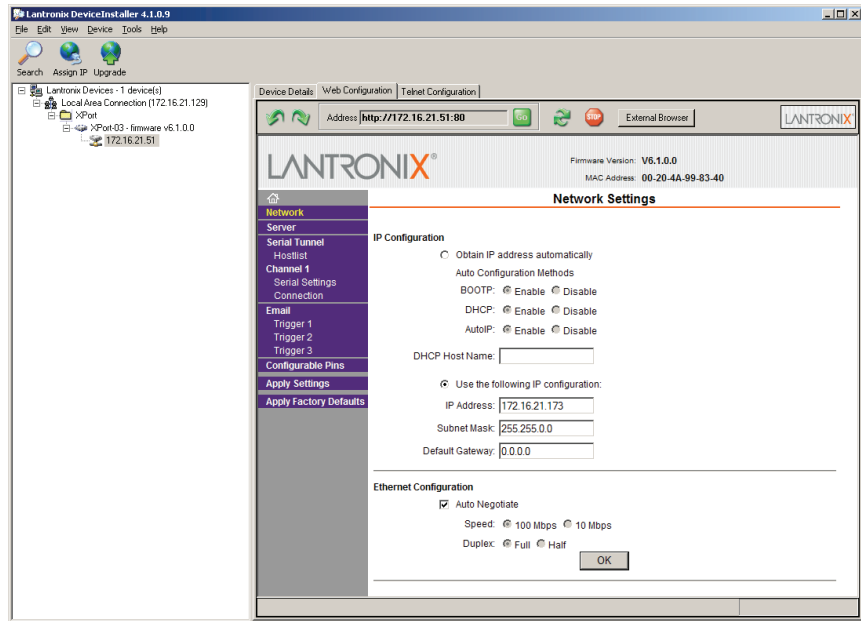 Lantronix DeviceInstaller 4.1.0.9
File Edit View Device Tools Help
Search Assign IP Upgrade
Lantronix Devices - 1 device(s)
Local Area Connection (172.16.21.129)
XPort
XPort-03 - firmware v6.1.0.0
172.16.21.51
Device Details Web Configuration Telnet Configuration
Address http://172.16.21.51:80 Go STOP External Browser LANTRONIX®
LANTRONIX®
Firmware Version: V6.1.0.0
MAC Address: 00-20-4A-99-83-40
Network
Server
Serial Tunnel
Hostlist
Channel 1
Serial Settings
Connection
Email
Trigger 1
Trigger 2
Trigger 3
Configurable Pins
Apply Settings
Apply Factory Defaults
Network Settings
IP Configuration
Obtain IP address automatically
Auto Configuration Methods
BOOTP: Enable Disable
DHCP: Enable Disable
AutoIP: Enable Disable
DHCP Host Name:
Use the following IP configuration:
IP Address: 172.16.21.173
Subnet Mask: 255.255.0.0
Default Gateway: 0.0.0.0
Ethernet Configuration
Auto Negotiate
Speed: 100 Mbps 10 Mbps
Duplex: Full Half
OK